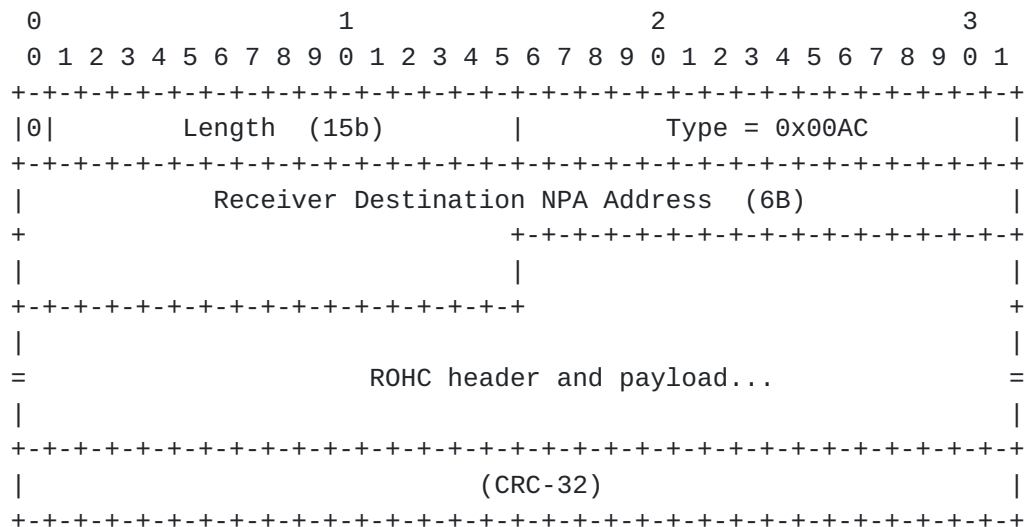 0                   1                   2                   3
 0 1 2 3 4 5 6 7 8 9 0 1 2 3 4 5 6 7 8 9 0 1 2 3 4 5 6 7 8 9 0 1
+-+-+-+-+-+-+-+-+-+-+-+-+-+-+-+-+-+-+-+-+-+-+-+-+-+-+-+-+-+-+-+-+
|0|        Length  (15b)        |         Type = 0x00AC         |
+-+-+-+-+-+-+-+-+-+-+-+-+-+-+-+-+-+-+-+-+-+-+-+-+-+-+-+-+-+-+-+-+
|            Receiver Destination NPA Address  (6B)             |
+                               +-+-+-+-+-+-+-+-+-+-+-+-+-+-+-+-+
|                               |                               |
+-+-+-+-+-+-+-+-+-+-+-+-+-+-+-+-+                               +
|                                                               |
=                      ROHC header and payload...               =
|                                                               |
+-+-+-+-+-+-+-+-+-+-+-+-+-+-+-+-+-+-+-+-+-+-+-+-+-+-+-+-+-+-+-+-+
|                             (CRC-32)                          |
+-+-+-+-+-+-+-+-+-+-+-+-+-+-+-+-+-+-+-+-+-+-+-+-+-+-+-+-+-+-+-+-+